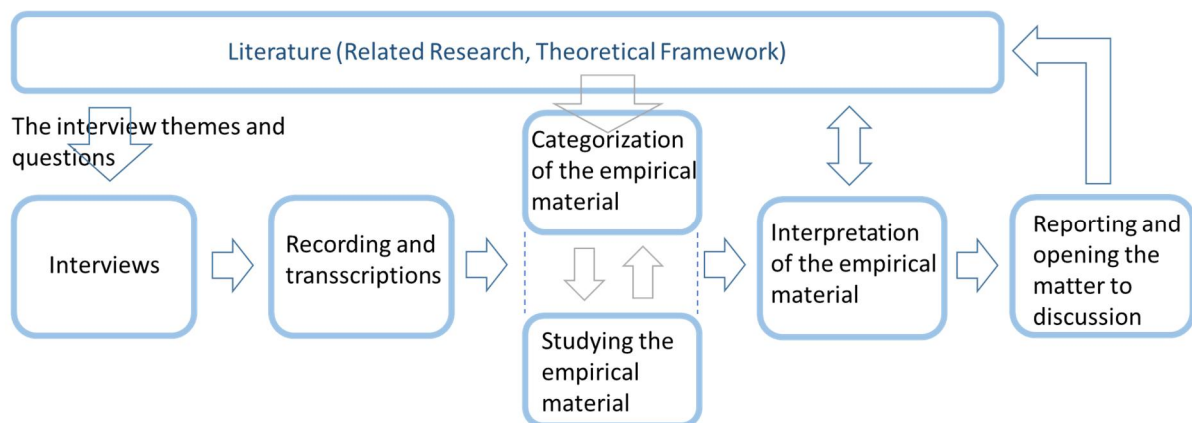 Literature (Related Research, Theoretical Framework)
The interview themes and
questions
Interviews
Recording and
transscriptions
Categorization
of the empirical
material
Studying the
empirical
material
Interpretation
of the empirical
material
Reporting and
opening the
matter to
discussion